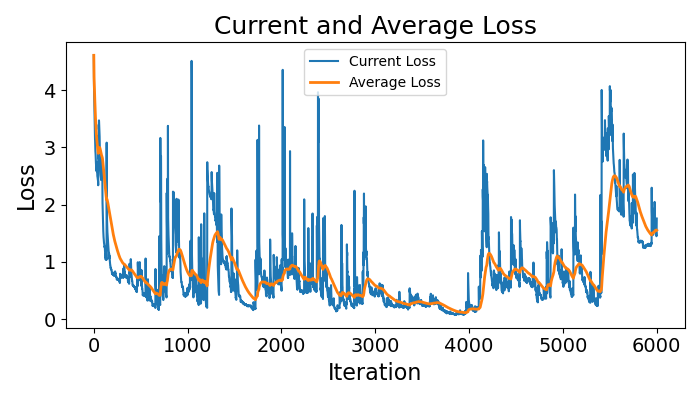 Current and Average Loss
Current Loss
Average Loss
Loss
4
3
2
1
0
0 1000 2000 3000 4000 5000 6000
Iteration